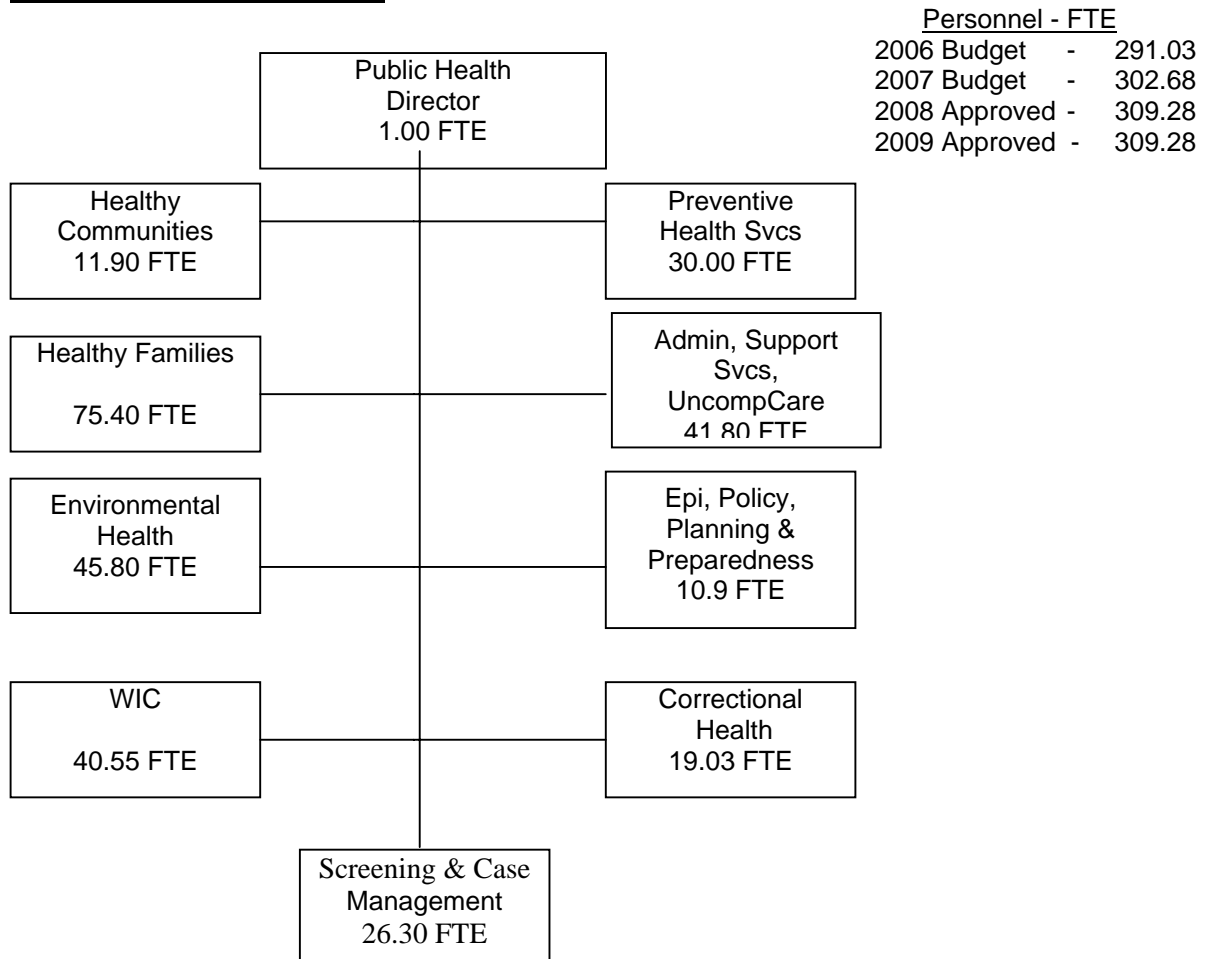 Personnel - FTE
2006 Budget - 291.03
2007 Budget - 302.68
2008 Approved - 309.28
2009 Approved - 309.28
Public Health
Director
1.00 FTE
Healthy
Communities
11.90 FTE
Preventive
Health Svcs
30.00 FTE
Healthy Families
75.40 FTE
Admin, Support
Svcs,
UncompCare
41.80 FTE
Environmental
Health
45.80 FTE
Epi, Policy,
Planning &
Preparedness
10.9 FTE
WIC
40.55 FTE
Correctional
Health
19.03 FTE
Screening & Case
Management
26.30 FTE